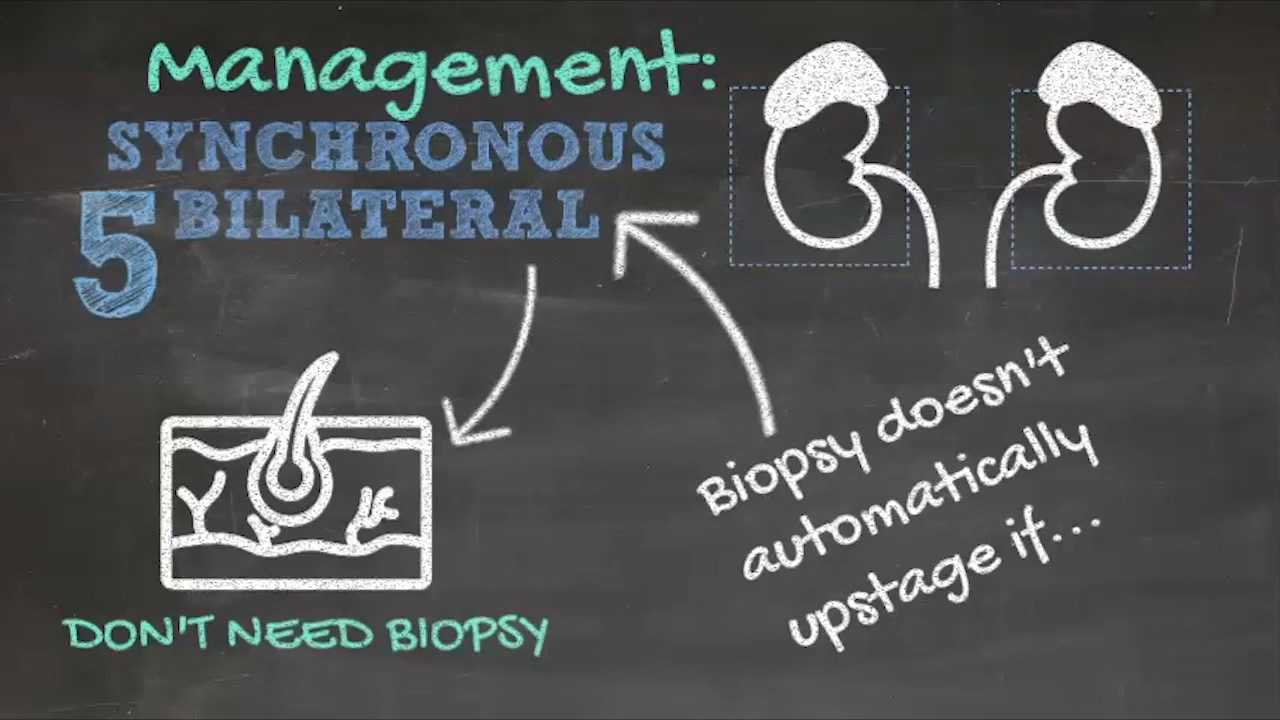 Management:
SYNCHRONOUS
5 BILATERAL
DON'T NEED BIOPSY
Biopsy doesn't
automatically
upstage if...